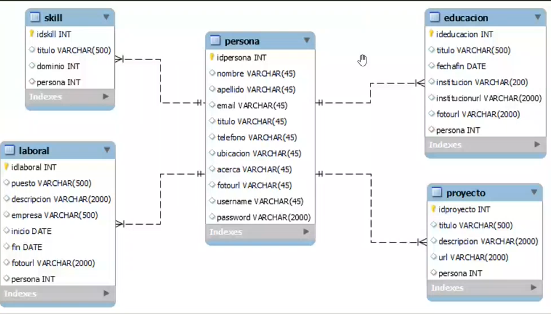 skill
idskill INT
titulo VARCHAR(500)
dominio INT
persona INT
Indexes
persona
idpersona INT
nombre VARCHAR(45)
apellido VARCHAR(45)
email VARCHAR(45)
titulo VARCHAR(45)
telefono VARCHAR(45)
ubicacion VARCHAR(45)
acerca VARCHAR(45)
fotourl VARCHAR(45)
username VARCHAR(45)
password VARCHAR(2000)
Indexes
educacion
ideducacion INT
titulo VARCHAR(500)
fechafin DATE
institucion VARCHAR(200)
institucionurl VARCHAR(2000)
fotourl VARCHAR(2000)
persona INT
Indexes
laboral
idlaboral INT
puesto VARCHAR(500)
descripcion VARCHAR(2000)
empresa VARCHAR(500)
inicio DATE
fin DATE
fotourl VARCHAR(2000)
persona INT
Indexes
proyecto
idproyecto INT
titulo VARCHAR(500)
descripcion VARCHAR(2000)
url VARCHAR(2000)
persona INT
Indexes